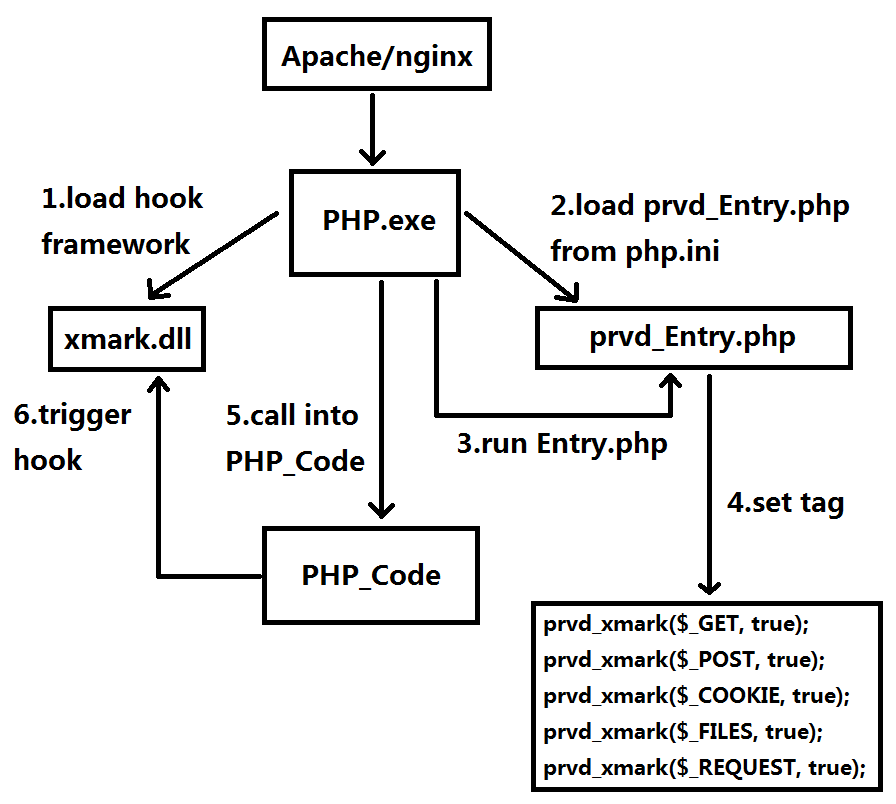 Apache/nginx
1.load hook
framework
PHP.exe
2.load prvd_Entry.php
from php.ini
xmark.dll
prvd_Entry.php
6.trigger
hook
5.call into
PHP_Code
3.run Entry.php
4.set tag
PHP_Code
prvd_xmark($_GET, true);
prvd_xmark($_POST, true);
prvd_xmark($_COOKIE, true);
prvd_xmark($_FILES, true);
prvd_xmark($_REQUEST, true);